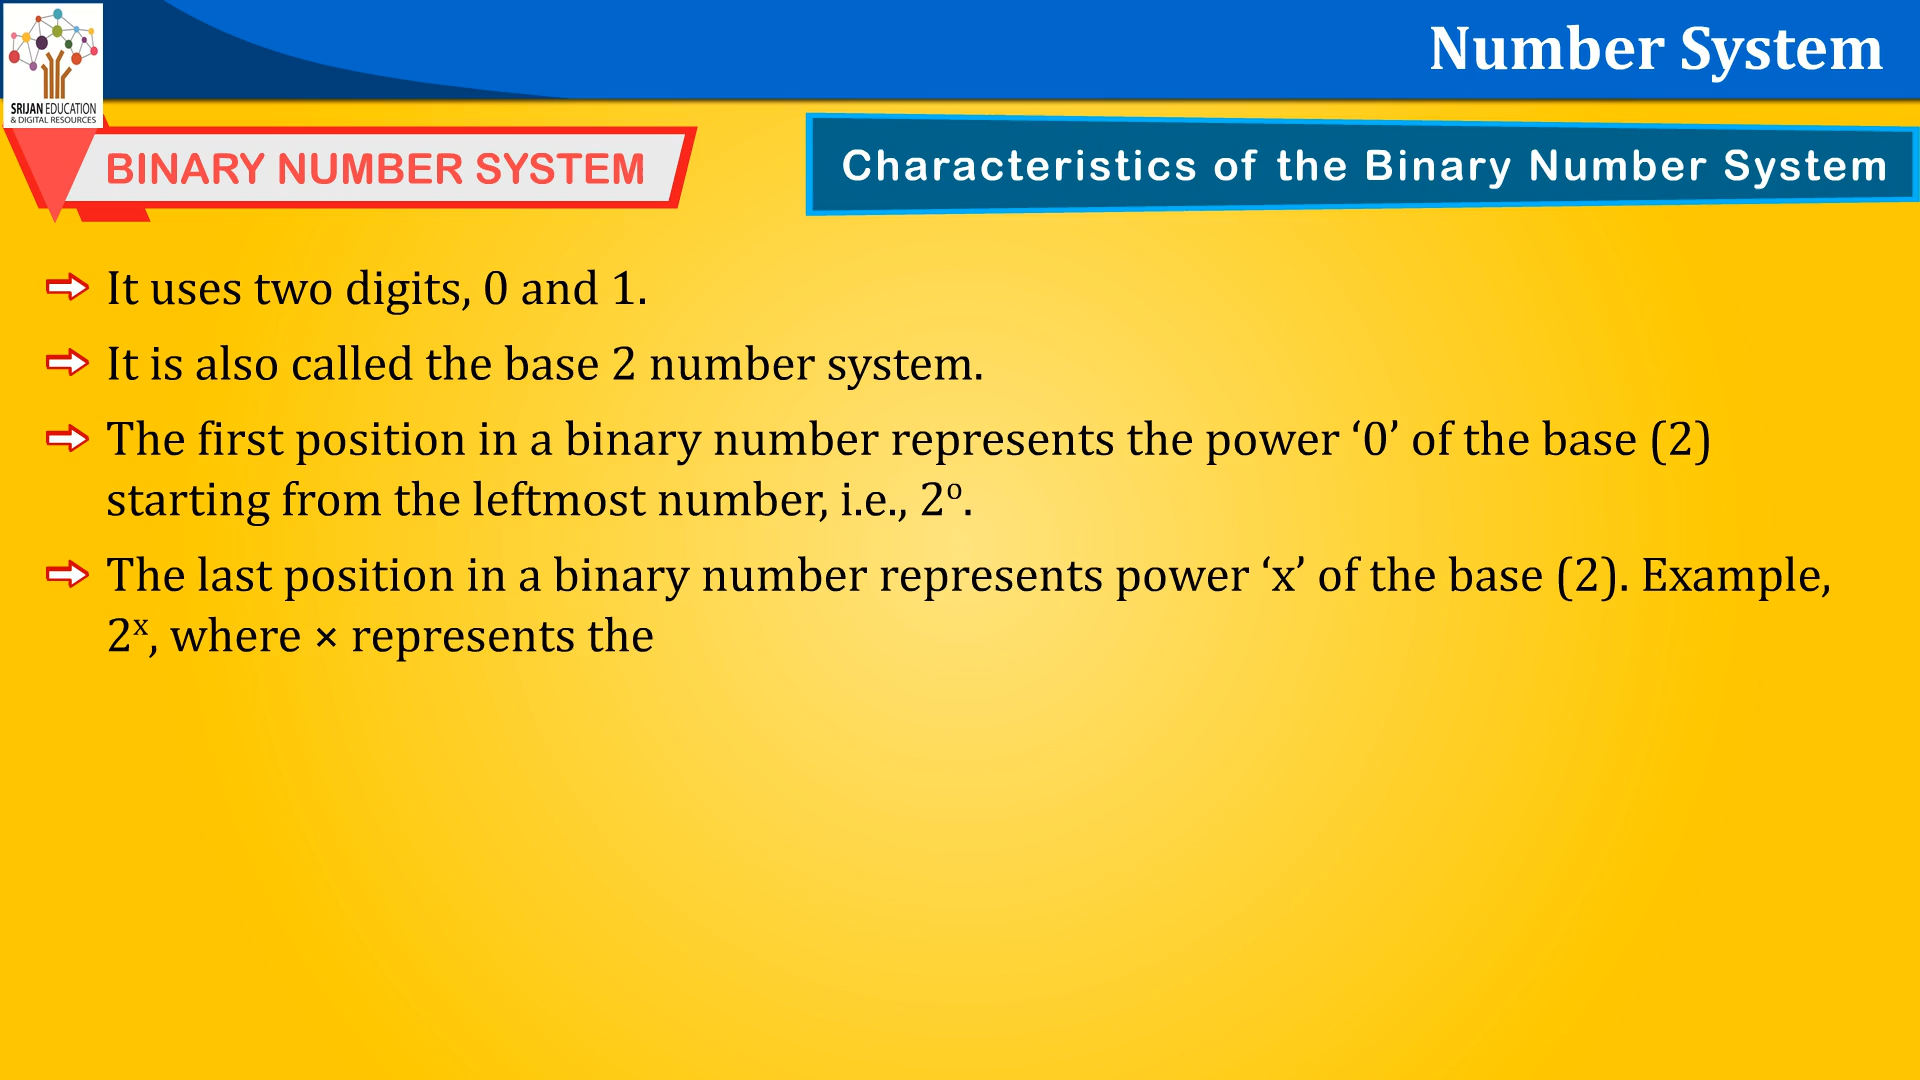 Number System
SRIJAN EDUCATION
& DIGITAL RESOURCES
BINARY NUMBER SYSTEM
Characteristics of the Binary Number System
It uses two digits, 0 and 1.
It is also called the base 2 number system.
The first position in a binary number represents the power ‘0’ of the base (2)
starting from the leftmost number, i.e., 2ᵒ.
The last position in a binary number represents power ‘x’ of the base (2). Example,
2ˣ, where × represents the